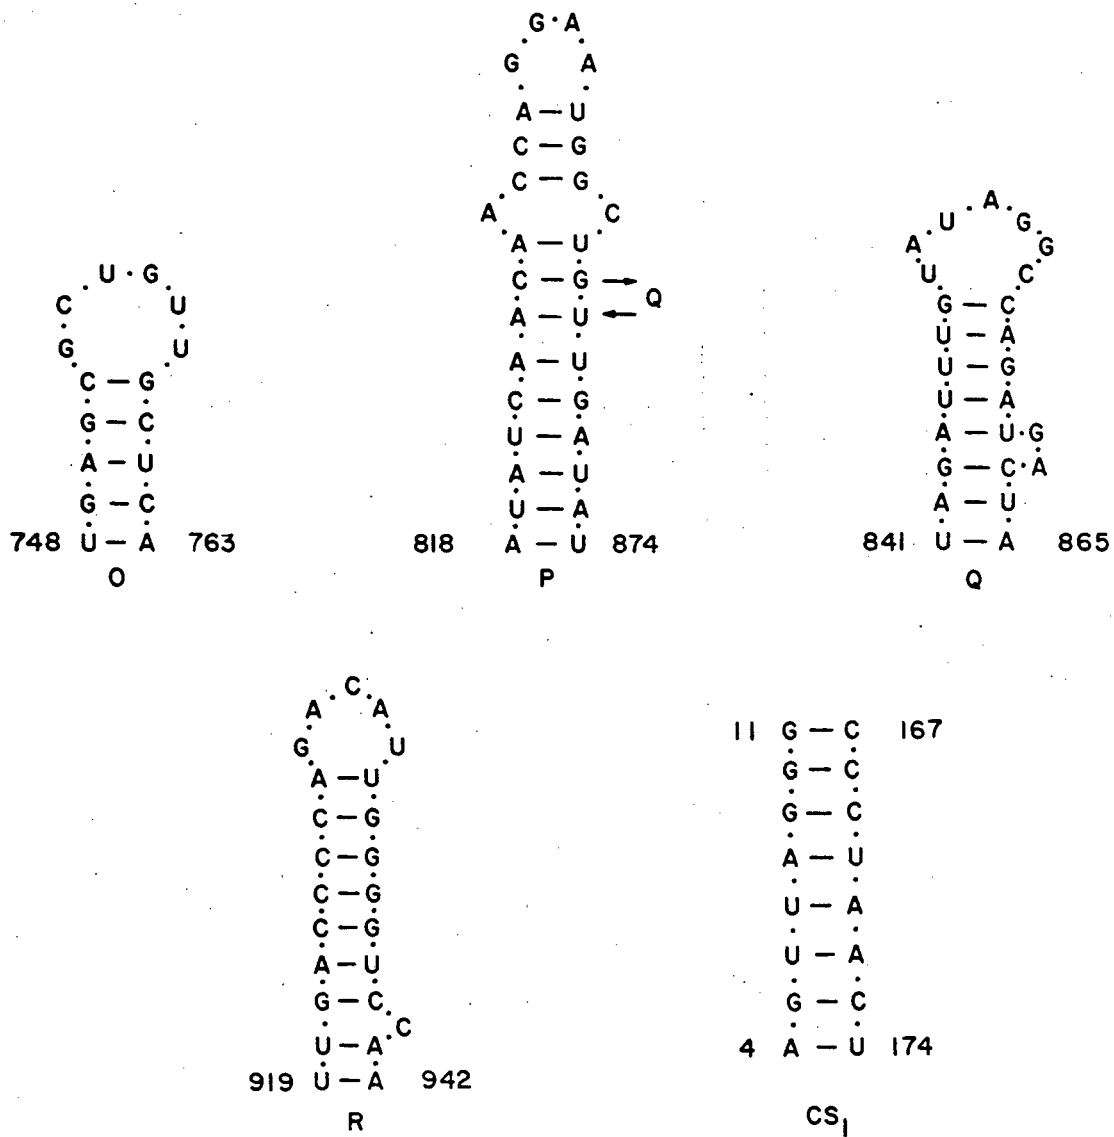 U · G
C U
G U
C — G
G — C
A — U
G — C
748 U — A 763
O
G · A
G A
A — U
C — G
C — G
A C
A — U
C — G
Q
A — U
A — U
C — G
U — A
A — U
U — A
818 A — U 874
P
A
U G
A G
U C
G — C
U — A
U — G
U — A
A — U · G
G — C · A
A — U
841 U — A 865
Q
C
A A
G U
A — U
C — G
C — G
C — G
C — G
A — U
G — C
C
U — A
919 U — A 942
R
11 G — C 167
G — C
G — C
A — U
U — A
U — A
G — C
4 A — U 174
CS1